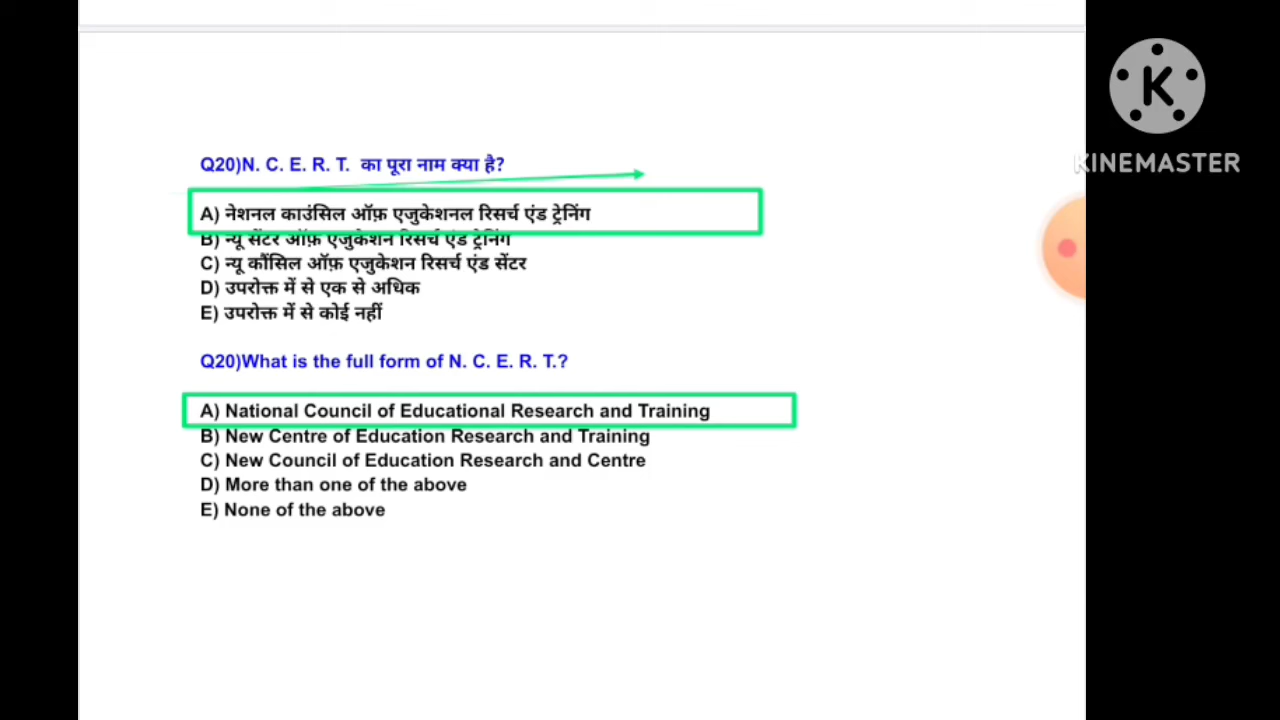 Q20)N. C. E. R. T. का पूरा नाम क्या है?
A) नेशनल काउंसिल ऑफ़ एजुकेशनल रिसर्च एंड ट्रेनिंग
B) न्यू सेंटर ऑफ़ एजुकेशन रिसर्च एंड ट्रेनिंग
C) न्यू कौंसिल ऑफ़ एजुकेशन रिसर्च एंड सेंटर
D) उपरोक्त में से एक से अधिक
E) उपरोक्त में से कोई नहीं
Q20)What is the full form of N. C. E. R. T.?
A) National Council of Educational Research and Training
B) New Centre of Education Research and Training
C) New Council of Education Research and Centre
D) More than one of the above
E) None of the above
K
KINEMASTER